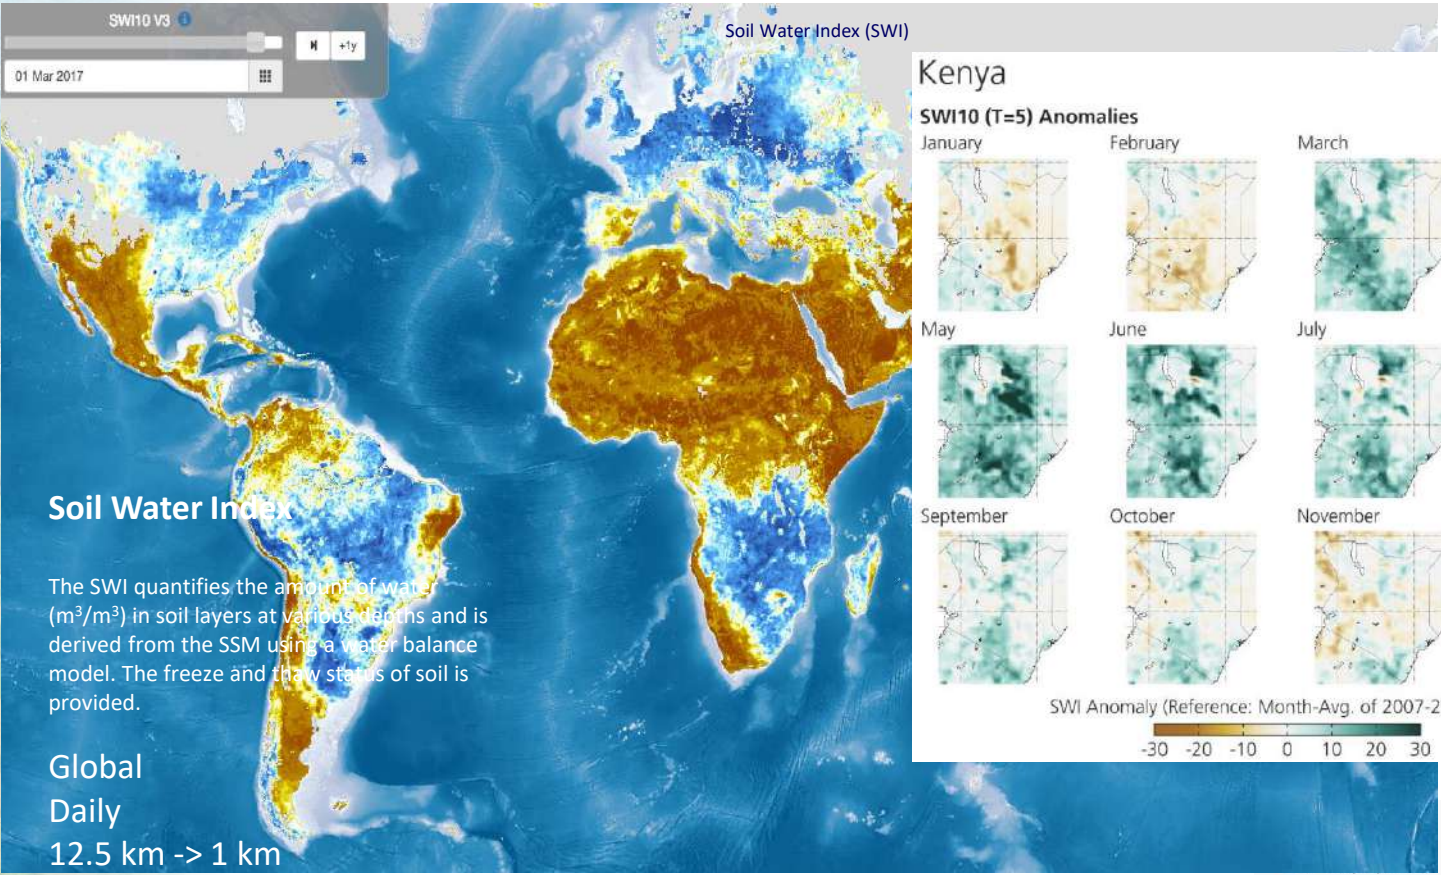 SWI10 V3
+1y
01 Mar 2017
Soil Water Index (SWI)
Kenya
SWI10 (T=5) Anomalies
January February March
May June July
September October November
SWI Anomaly (Reference: Month-Avg. of 2007-2
-30 -20 -10 0 10 20 30
Soil Water Index
The SWI quantifies the amount of water
(m³/m³) in soil layers at various depths and is
derived from the SSM using a water balance
model. The freeze and thaw status of soil is
provided.
Global
Daily
12.5 km -> 1 km